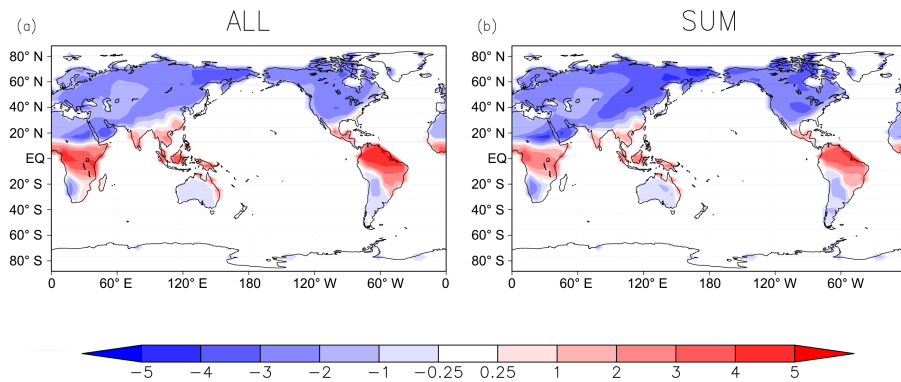 (a) ALL
80° N
60° N
40° N
20° N
EQ
20° S
40° S
60° S
80° S
0 60° E 120° E 180° 120° W 60° W 0
(b) SUM
80° N
60° N
40° N
20° N
EQ
20° S
40° S
60° S
80° S
0 60° E 120° E 180° 120° W 60° W
−5 −4 −3 −2 −1 −0.25 0.25 1 2 3 4 5